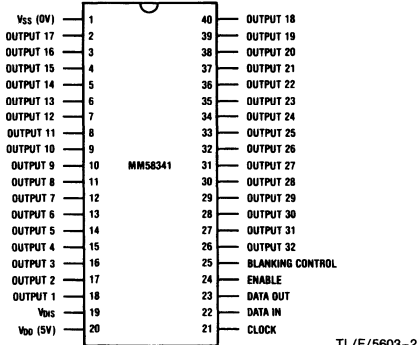 VSS (0V) 1 40 OUTPUT 18
OUTPUT 17 2 39 OUTPUT 19
OUTPUT 16 3 38 OUTPUT 20
OUTPUT 15 4 37 OUTPUT 21
OUTPUT 14 5 36 OUTPUT 22
OUTPUT 13 6 35 OUTPUT 23
OUTPUT 12 7 34 OUTPUT 24
OUTPUT 11 8 33 OUTPUT 25
OUTPUT 10 9 32 OUTPUT 26
OUTPUT 9 10 MM58341 31 OUTPUT 27
OUTPUT 8 11 30 OUTPUT 28
OUTPUT 7 12 29 OUTPUT 29
OUTPUT 6 13 28 OUTPUT 30
OUTPUT 5 14 27 OUTPUT 31
OUTPUT 4 15 26 OUTPUT 32
OUTPUT 3 16 25 BLANKING CONTROL
OUTPUT 2 17 24 ENABLE
OUTPUT 1 18 23 DATA OUT
VDIS 19 22 DATA IN
VDD (5V) 20 21 CLOCK
TL/F/5603-2